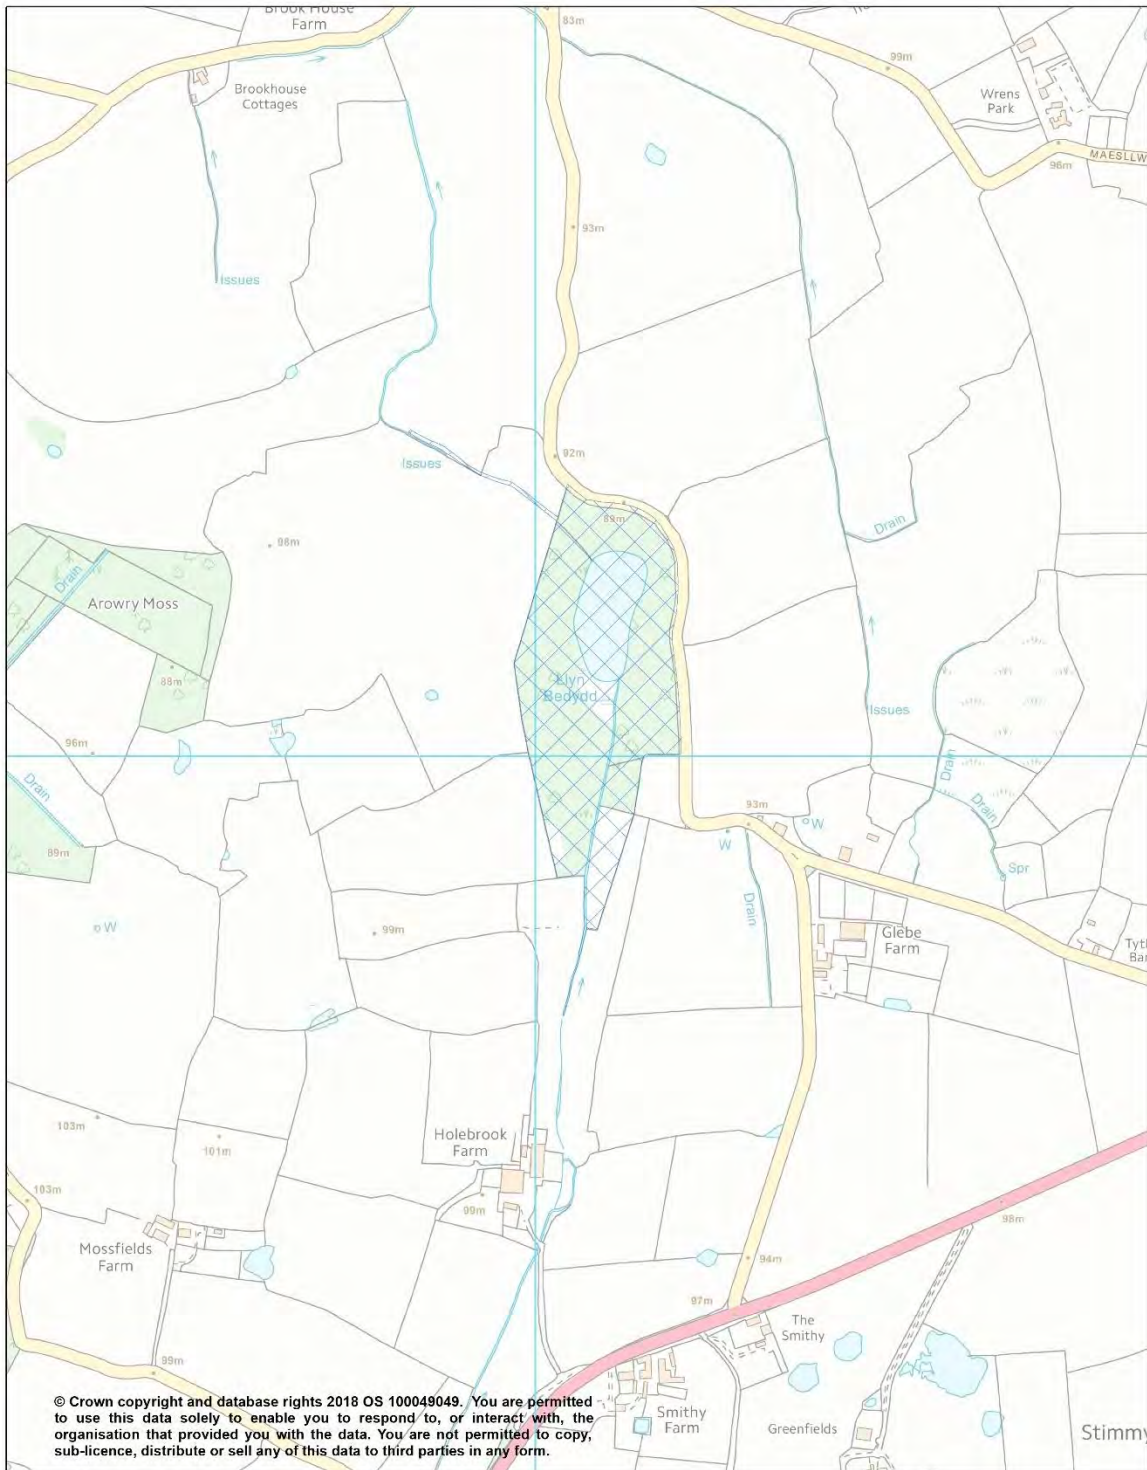 Brook House
Farm
83m
99m
Brookhouse
Cottages
Wrens
Park
MAESLLW
96m
93m
Issues
92m
Issues
89m
98m
Drain
Drain
Arowry Moss
88m
Llyn
Bedydd
Issues
96m
Drain
Drain
Drain
93m
W
W
89m
Spr
Drain
W
99m
Glebe
Farm
Tyt
Bar
103m
Holebrook
Farm
101m
103m
99m
98m
Mossfields
Farm
94m
97m
The
Smithy
99m
© Crown copyright and database rights 2018 OS 100049049. You are permitted
to use this data solely to enable you to respond to, or interact with, the
organisation that provided you with the data. You are not permitted to copy,
sub-licence, distribute or sell any of this data to third parties in any form.
Smithy
Farm
Greenfields
Stimmy